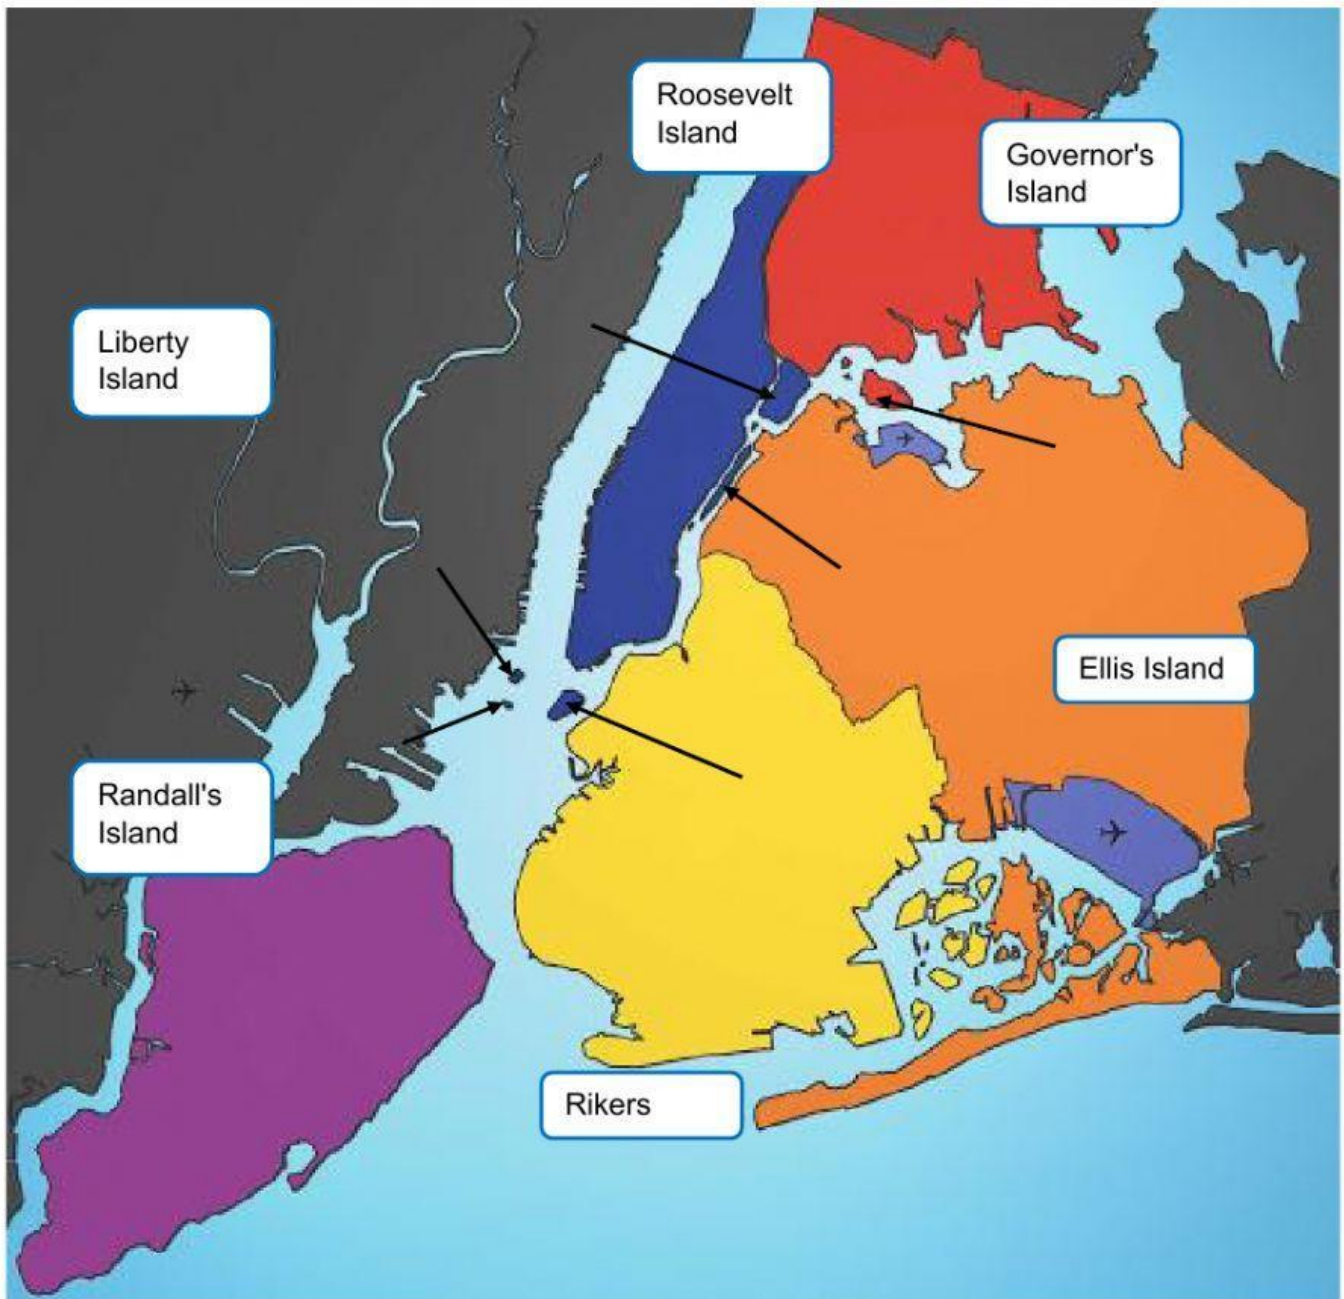 Roosevelt
Island
Governor's
Island
Liberty
Island
Ellis Island
Randall's
Island
Rikers